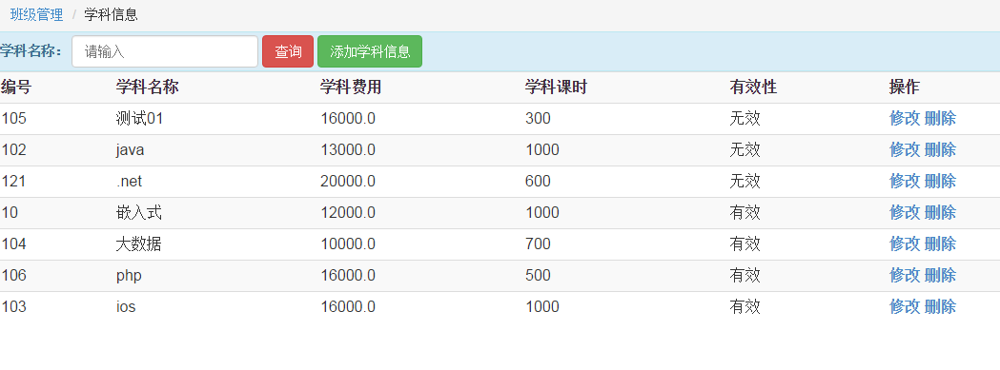 班级管理 / 学科信息
学科名称： 请输入 查询 添加学科信息
编号 学科名称 学科费用 学科课时 有效性 操作
105 测试01 16000.0 300 无效 修改 删除
102 java 13000.0 1000 无效 修改 删除
121 .net 20000.0 600 无效 修改 删除
10 嵌入式 12000.0 1000 有效 修改 删除
104 大数据 10000.0 700 有效 修改 删除
106 php 16000.0 500 有效 修改 删除
103 ios 16000.0 1000 有效 修改 删除